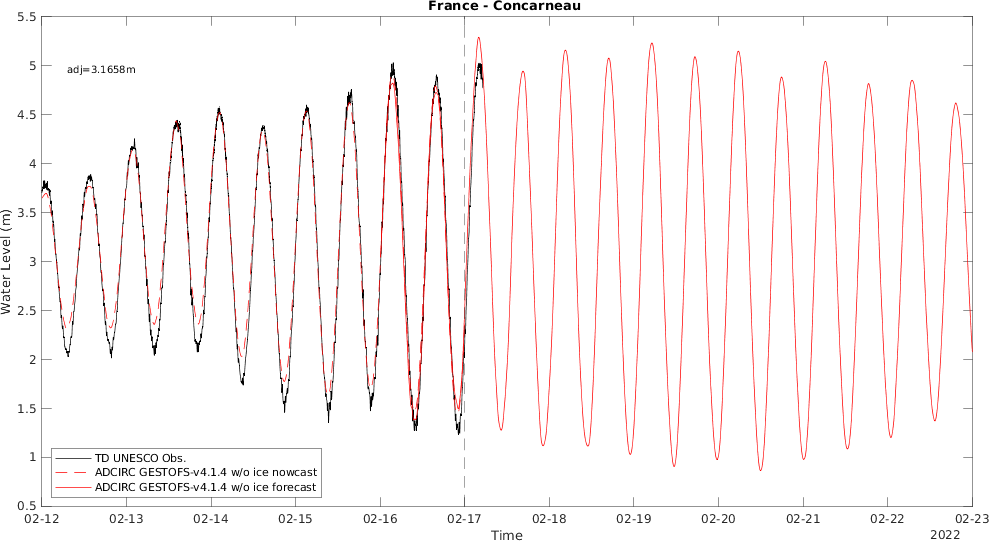 France - Concarneau
adj=3.1658m
5.5
5
4.5
4
3.5
3
2.5
2
1.5
1
0.5
Water Level (m)
TD UNESCO Obs.
ADCIRC GESTOFS-v4.1.4 w/o ice nowcast
ADCIRC GESTOFS-v4.1.4 w/o ice forecast
02-12 02-13 02-14 02-15 02-16 02-17 02-18 02-19 02-20 02-21 02-22 02-23
Time
2022